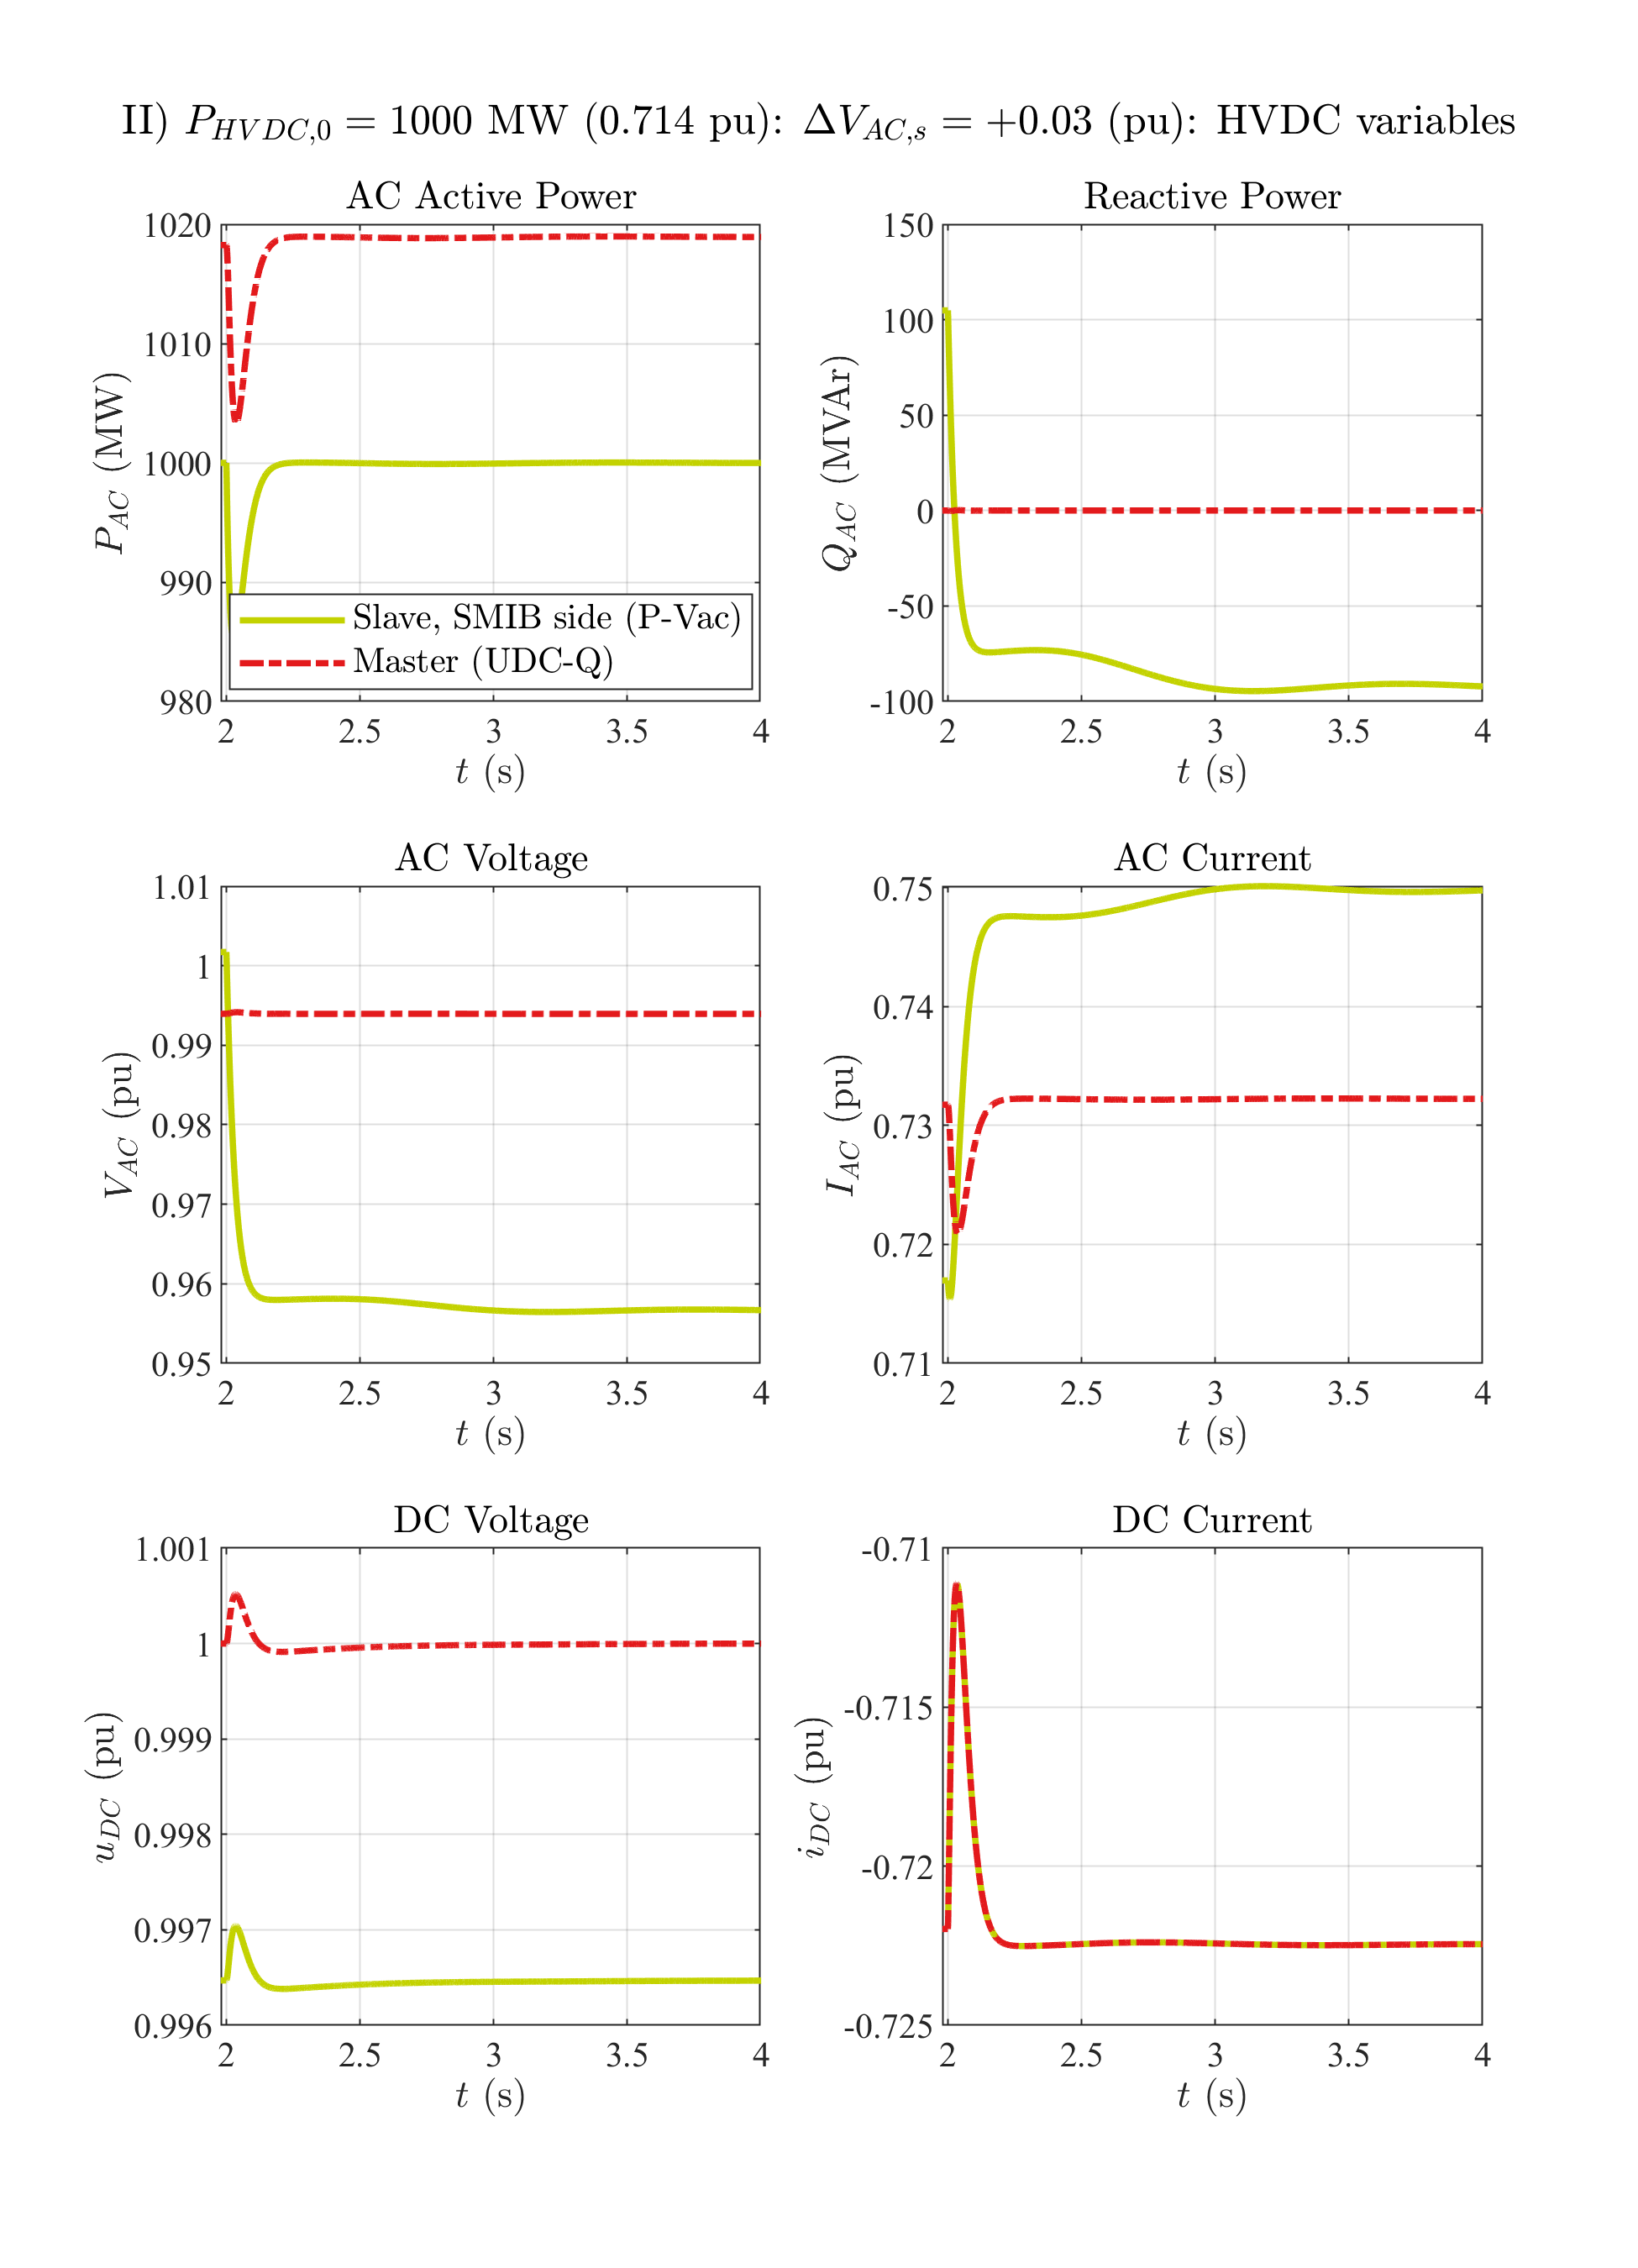 II) P_{HVDC,0} = 1000 MW (0.714 pu): ΔV_{AC,s} = +0.03 (pu): HVDC variables
AC Active Power
1020
1010
1000
990
980
P_{AC} (MW)
Slave, SMIB side (P-Vac)
Master (UDC-Q)
2 2.5 3 3.5 4
t (s)
Reactive Power
150
100
50
0
-50
-100
Q_{AC} (MVAr)
2 2.5 3 3.5 4
t (s)
AC Voltage
1.01
1
0.99
0.98
0.97
0.96
0.95
V_{AC} (pu)
2 2.5 3 3.5 4
t (s)
AC Current
0.75
0.74
0.73
0.72
0.71
I_{AC} (pu)
2 2.5 3 3.5 4
t (s)
DC Voltage
1.001
1
0.999
0.998
0.997
0.996
u_{DC} (pu)
2 2.5 3 3.5 4
t (s)
DC Current
-0.71
-0.715
-0.72
-0.725
i_{DC} (pu)
2 2.5 3 3.5 4
t (s)